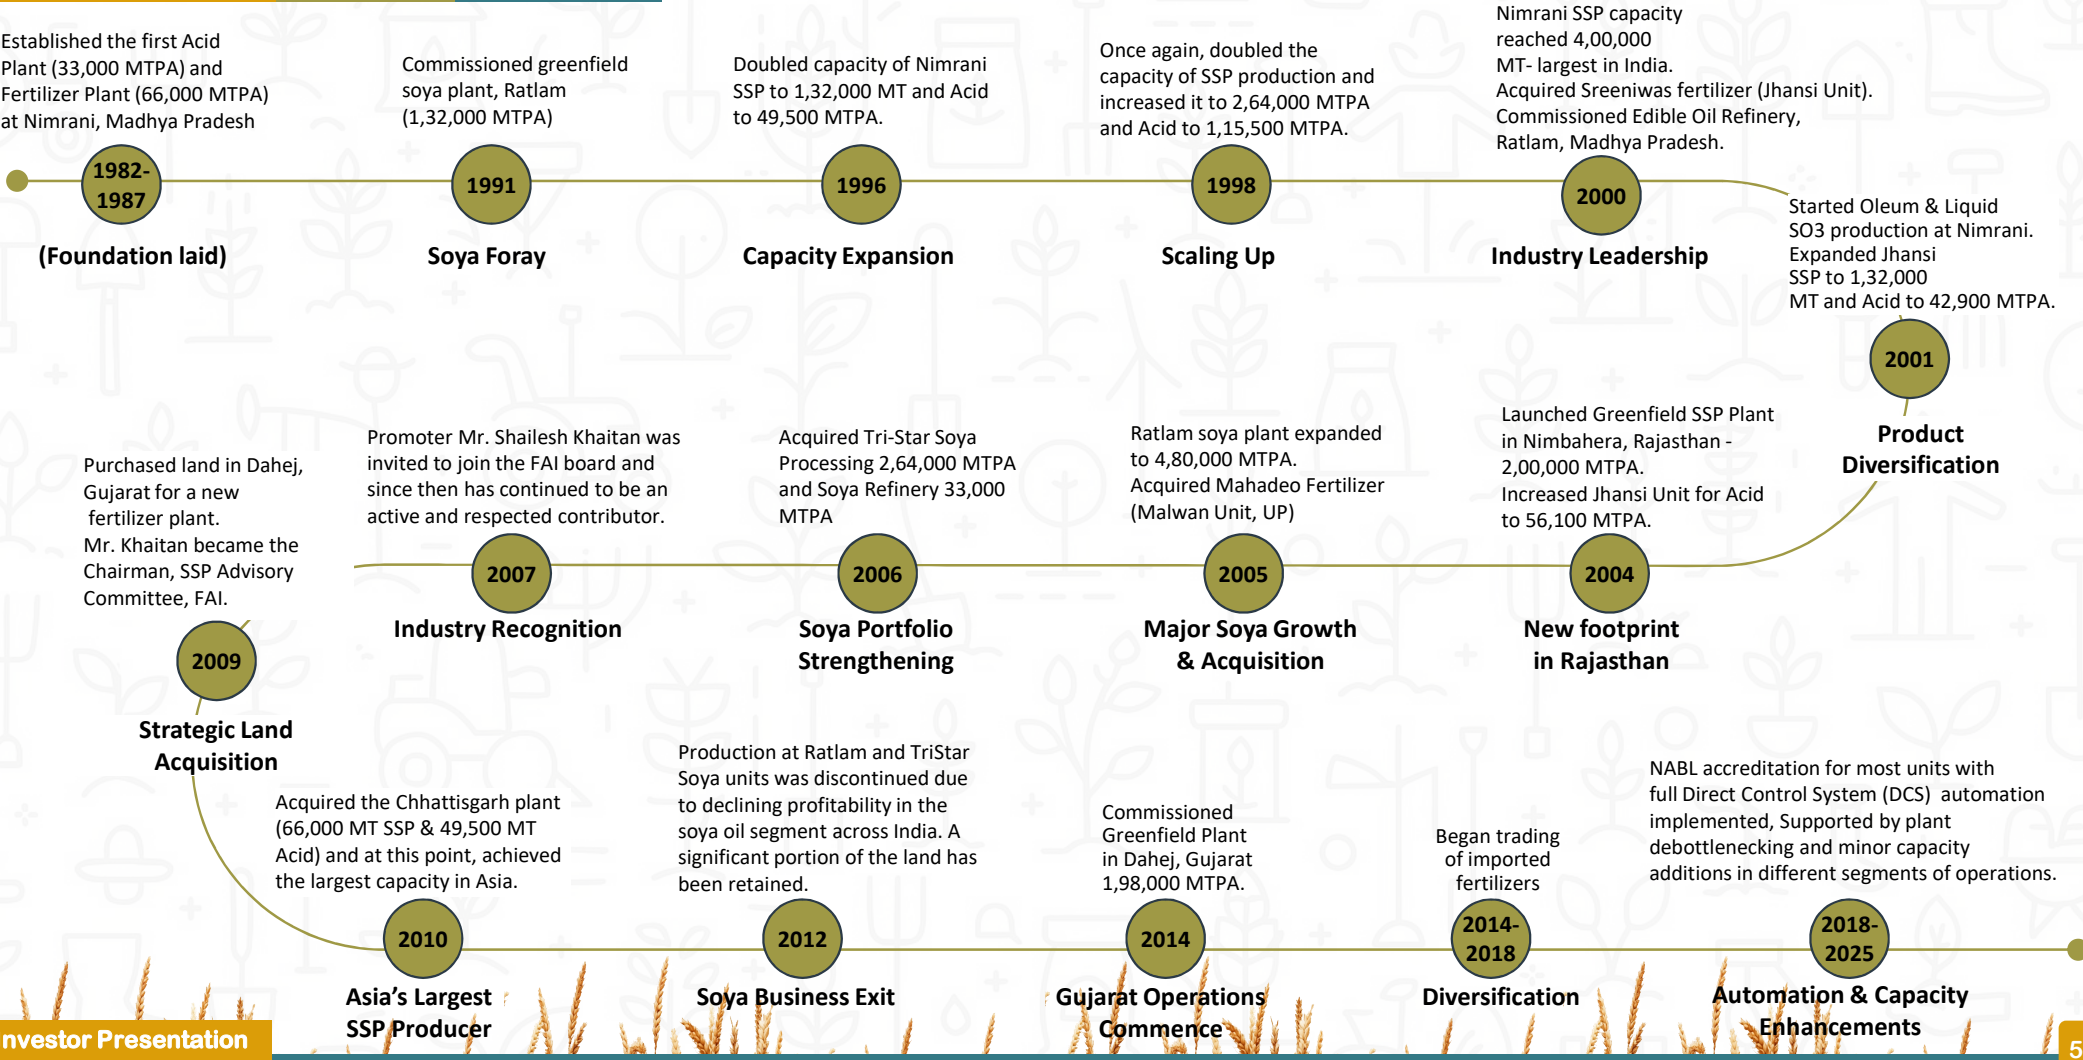 Established the first Acid
Plant (33,000 MTPA) and
Fertilizer Plant (66,000 MTPA)
at Nimrani, Madhya Pradesh
1982-
1987
(Foundation laid)
Commissioned greenfield
soya plant, Ratlam
(1,32,000 MTPA)
1991
Soya Foray
Doubled capacity of Nimrani
SSP to 1,32,000 MT and Acid
to 49,500 MTPA.
1996
Capacity Expansion
Once again, doubled the
capacity of SSP production and
increased it to 2,64,000 MTPA
and Acid to 1,15,500 MTPA.
1998
Scaling Up
Nimrani SSP capacity
reached 4,00,000
MT- largest in India.
Acquired Sreeniwas fertilizer (Jhansi Unit).
Commissioned Edible Oil Refinery,
Ratlam, Madhya Pradesh.
2000
Industry Leadership
Started Oleum & Liquid
SO3 production at Nimrani.
Expanded Jhansi
SSP to 1,32,000
MT and Acid to 42,900 MTPA.
2001
Product
Diversification
Launched Greenfield SSP Plant
in Nimbahera, Rajasthan -
2,00,000 MTPA.
Increased Jhansi Unit for Acid
to 56,100 MTPA.
2004
New footprint
in Rajasthan
Ratlam soya plant expanded
to 4,80,000 MTPA.
Acquired Mahadeo Fertilizer
(Malwan Unit, UP)
2005
Major Soya Growth
& Acquisition
Acquired Tri-Star Soya
Processing 2,64,000 MTPA
and Soya Refinery 33,000
MTPA
2006
Soya Portfolio
Strengthening
Promoter Mr. Shailesh Khaitan was
invited to join the FAI board and
since then has continued to be an
active and respected contributor.
2007
Industry Recognition
Purchased land in Dahej,
Gujarat for a new
fertilizer plant.
Mr. Khaitan became the
Chairman, SSP Advisory
Committee, FAI.
2009
Strategic Land
Acquisition
Acquired the Chhattisgarh plant
(66,000 MT SSP & 49,500 MT
Acid) and at this point, achieved
the largest capacity in Asia.
2010
Asia's Largest
SSP Producer
Production at Ratlam and TriStar
Soya units was discontinued due
to declining profitability in the
soya oil segment across India. A
significant portion of the land has
been retained.
2012
Soya Business Exit
Commissioned
Greenfield Plant
in Dahej, Gujarat
1,98,000 MTPA.
2014
Gujarat Operations
Commence
Began trading
of imported
fertilizers
2014-
2018
Diversification
NABL accreditation for most units with
full Direct Control System (DCS) automation
implemented, Supported by plant
debottlenecking and minor capacity
additions in different segments of operations.
2018-
2025
Automation & Capacity
Enhancements
nvestor Presentation
5